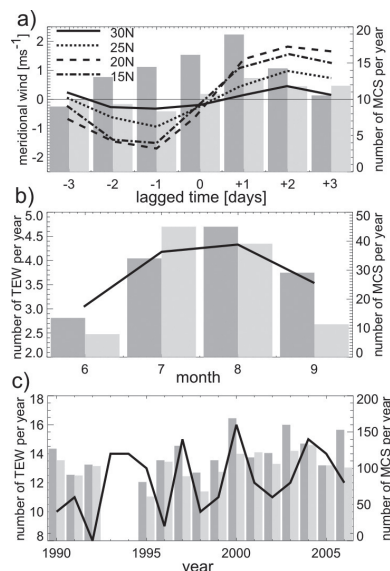 a)
30N
25N
20N
15N
meridional wind [ms-1]
2
1
0
-1
-2
20
15
10
5
0
number of MCS per year
-3 -2 -1 0 +1 +2 +3
lagged time [days]
b)
number of TEW per year
5.0
4.5
4.0
3.5
3.0
2.5
2.0
50
40
30
20
10
0
number of MCS per year
6 7 8 9
month
c)
number of TEW per year
18
16
14
12
10
8
200
150
100
50
0
number of MCS per year
1990 1995 2000 2005
year